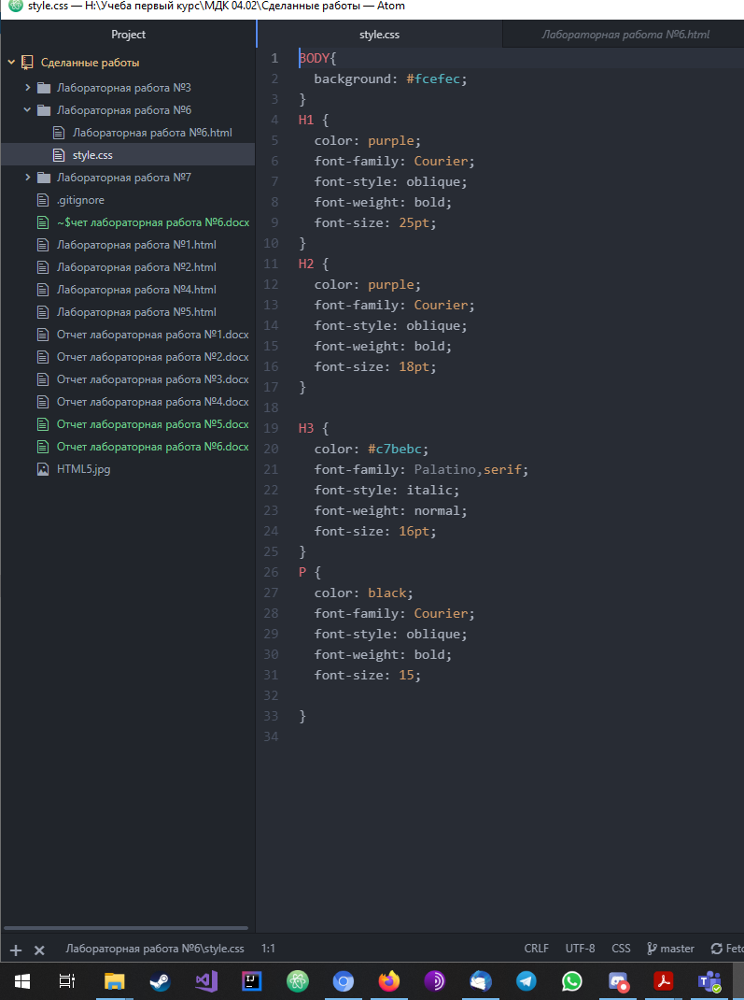 style.css — H:\Учеба первый курс\МДК 04.02\Сделанные работы — Atom
Project
Сделанные работы
Лабораторная работа №3
Лабораторная работа №6
Лабораторная работа №6.html
style.css
Лабораторная работа №7
.gitignore
~$чет лабораторная работа №6.docx
Лабораторная работа №1.html
Лабораторная работа №2.html
Лабораторная работа №4.html
Лабораторная работа №5.html
Отчет лабораторная работа №1.docx
Отчет лабораторная работа №2.docx
Отчет лабораторная работа №3.docx
Отчет лабораторная работа №4.docx
Отчет лабораторная работа №5.docx
Отчет лабораторная работа №6.docx
HTML5.jpg
style.css
Лабораторная работа №6.html
1 BODY{
2 background: #fcefec;
3 }
4 H1 {
5 color: purple;
6 font-family: Courier;
7 font-style: oblique;
8 font-weight: bold;
9 font-size: 25pt;
10 }
11 H2 {
12 color: purple;
13 font-family: Courier;
14 font-style: oblique;
15 font-weight: bold;
16 font-size: 18pt;
17 }
18
19 H3 {
20 color: #c7bebc;
21 font-family: Palatino,serif;
22 font-style: italic;
23 font-weight: normal;
24 font-size: 16pt;
25 }
26 P {
27 color: black;
28 font-family: Courier;
29 font-style: oblique;
30 font-weight: bold;
31 font-size: 15;
32
33 }
34
Лабораторная работа №6\style.css 1:1 CRLF UTF-8 CSS master Fetc